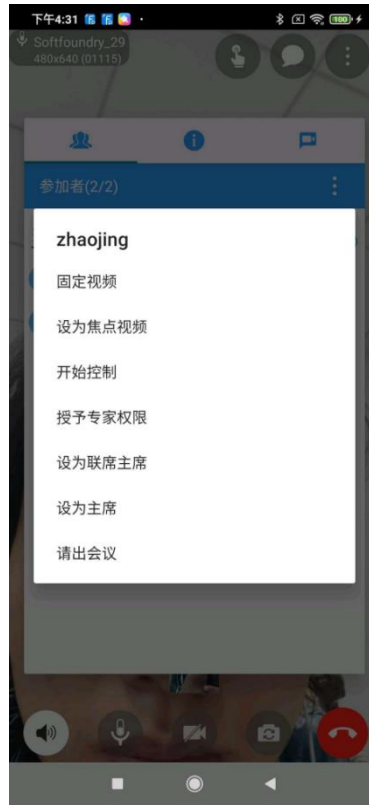 下午4:31
100
Softfoundry_29
480x640 (01115)
参加者(2/2)
zhaojing
固定视频
设为焦点视频
开始控制
授予专家权限
设为联席主席
设为主席
请出会议